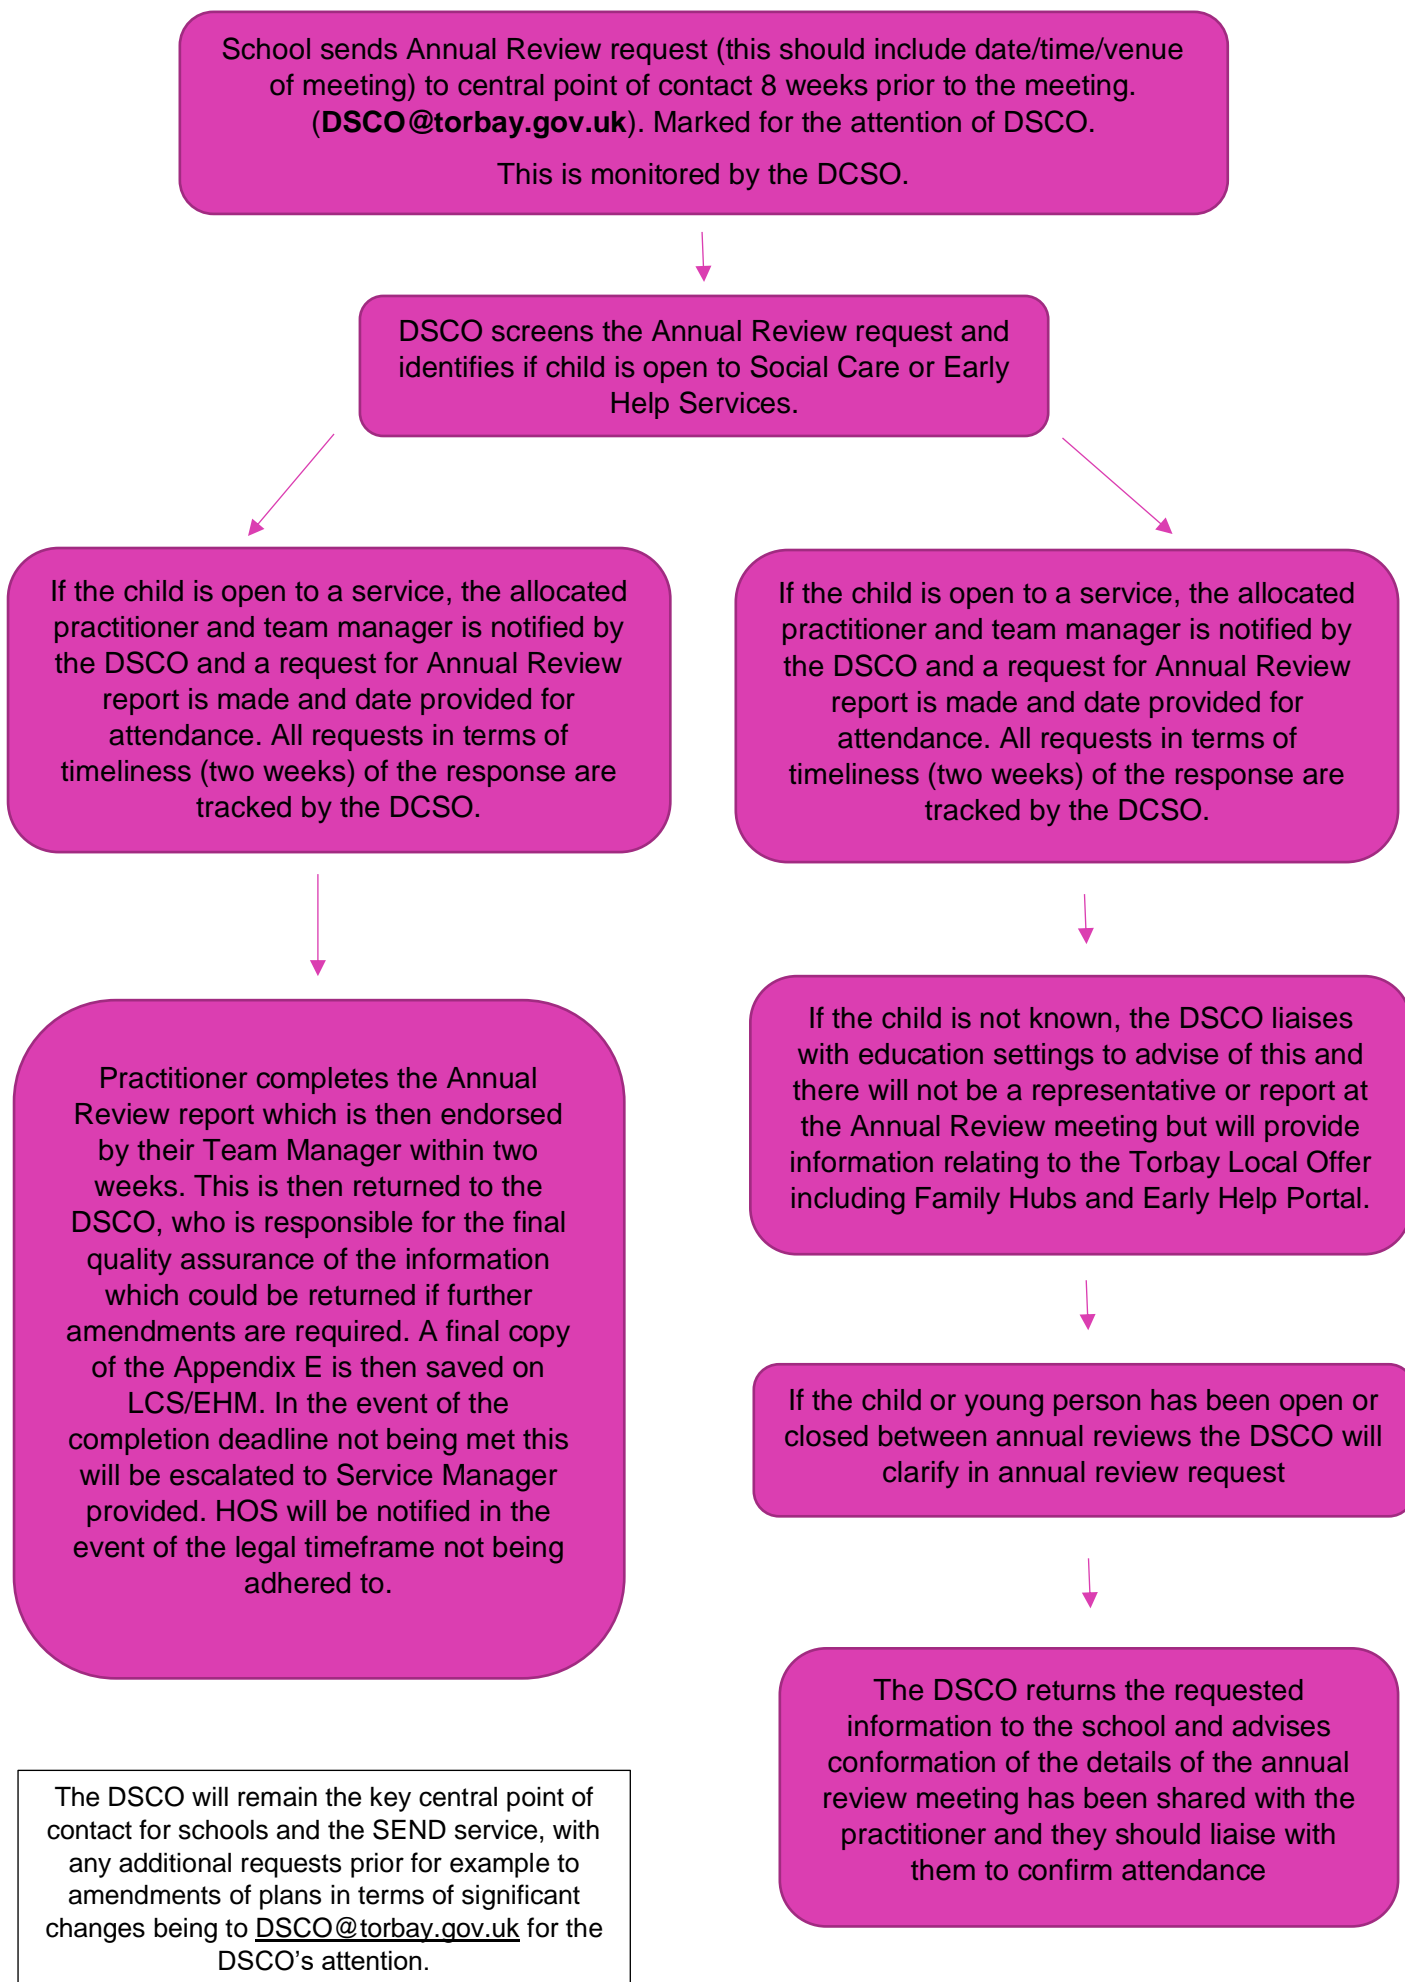 School sends Annual Review request (this should include date/time/venue
of meeting) to central point of contact 8 weeks prior to the meeting.
(DSCO@torbay.gov.uk). Marked for the attention of DSCO.
This is monitored by the DCSO.
DSCO screens the Annual Review request and
identifies if child is open to Social Care or Early
Help Services.
If the child is open to a service, the allocated
practitioner and team manager is notified by
the DSCO and a request for Annual Review
report is made and date provided for
attendance. All requests in terms of
timeliness (two weeks) of the response are
tracked by the DCSO.
Practitioner completes the Annual
Review report which is then endorsed
by their Team Manager within two
weeks. This is then returned to the
DSCO, who is responsible for the final
quality assurance of the information
which could be returned if further
amendments are required. A final copy
of the Appendix E is then saved on
LCS/EHM. In the event of the
completion deadline not being met this
will be escalated to Service Manager
provided. HOS will be notified in the
event of the legal timeframe not being
adhered to.
If the child is open to a service, the allocated
practitioner and team manager is notified by
the DSCO and a request for Annual Review
report is made and date provided for
attendance. All requests in terms of
timeliness (two weeks) of the response are
tracked by the DCSO.
If the child is not known, the DSCO liaises
with education settings to advise of this and
there will not be a representative or report at
the Annual Review meeting but will provide
information relating to the Torbay Local Offer
including Family Hubs and Early Help Portal.
If the child or young person has been open or
closed between annual reviews the DSCO will
clarify in annual review request
The DSCO returns the requested
information to the school and advises
conformation of the details of the annual
review meeting has been shared with the
practitioner and they should liaise with
them to confirm attendance
The DSCO will remain the key central point of
contact for schools and the SEND service, with
any additional requests prior for example to
amendments of plans in terms of significant
changes being to DSCO@torbay.gov.uk for the
DSCO's attention.